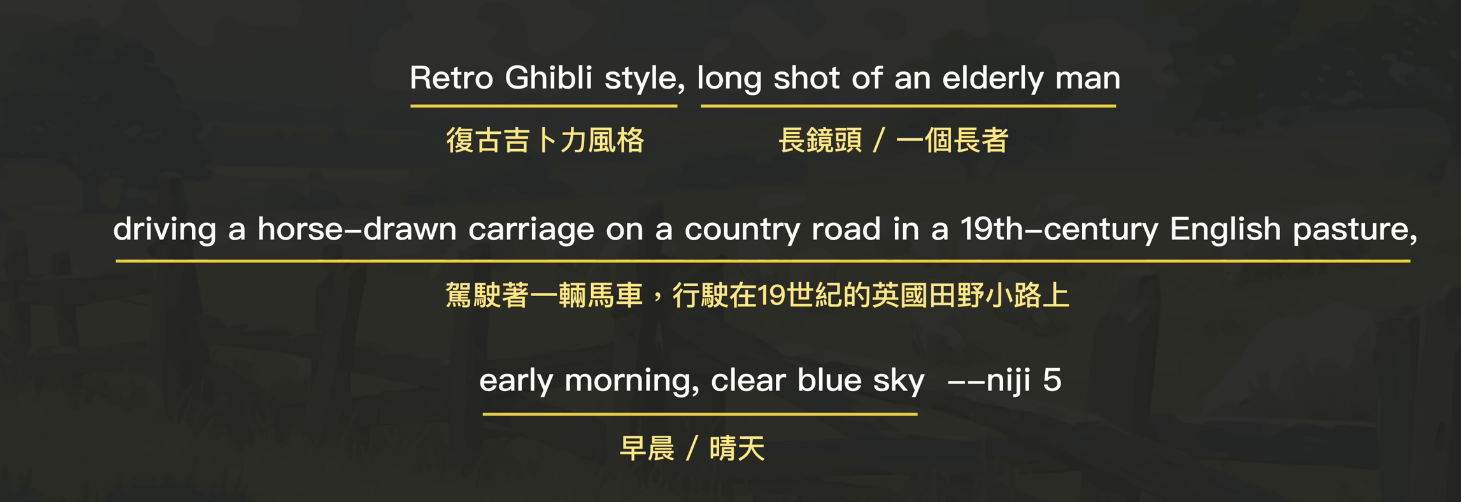 Retro Ghibli style, long shot of an elderly man
復古吉卜力風格 長鏡頭 / 一個長者
driving a horse-drawn carriage on a country road in a 19th-century English pasture,
駕駛著一輛馬車，行駛在19世紀的英國田野小路上
early morning, clear blue sky --niji 5
早晨 / 晴天